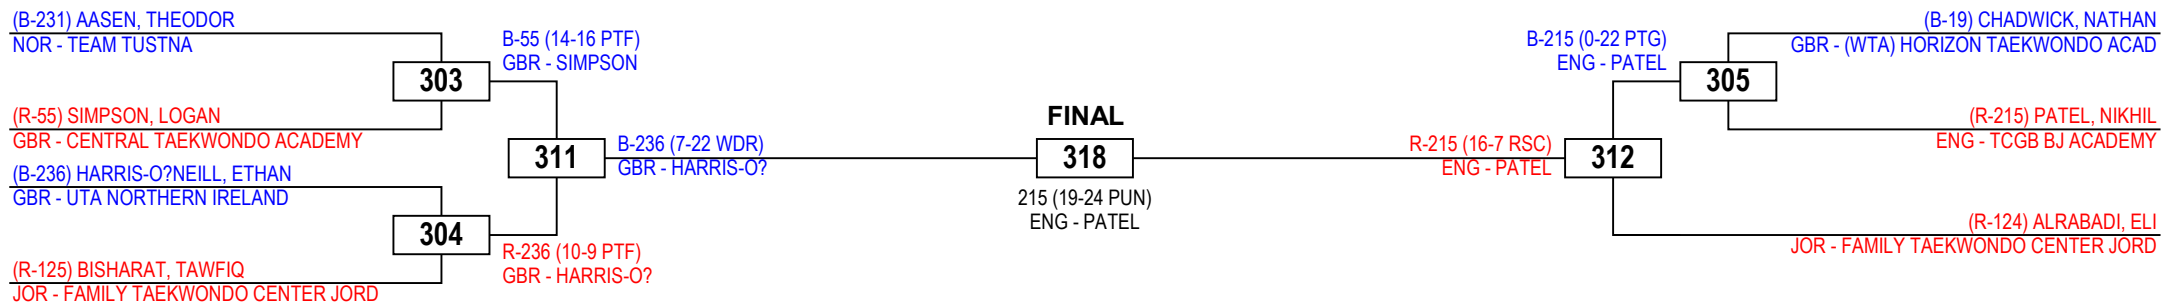 (B-231) AASEN, THEODOR
NOR - TEAM TUSTNA
303
(R-55) SIMPSON, LOGAN
GBR - CENTRAL TAEKWONDO ACADEMY
(B-236) HARRIS-O?NEILL, ETHAN
GBR - UTA NORTHERN IRELAND
304
(R-125) BISHARAT, TAWFIQ
JOR - FAMILY TAEKWONDO CENTER JORD
B-55 (14-16 PTF)
GBR - SIMPSON
311
R-236 (10-9 PTF)
GBR - HARRIS-O?
B-236 (7-22 WDR)
GBR - HARRIS-O?
FINAL
318
215 (19-24 PUN)
ENG - PATEL
R-215 (16-7 RSC)
ENG - PATEL
312
B-215 (0-22 PTG)
ENG - PATEL
305
(B-19) CHADWICK, NATHAN
GBR - (WTA) HORIZON TAEKWONDO ACAD
(R-215) PATEL, NIKHIL
ENG - TCGB BJ ACADEMY
(R-124) ALRABADI, ELI
JOR - FAMILY TAEKWONDO CENTER JORD